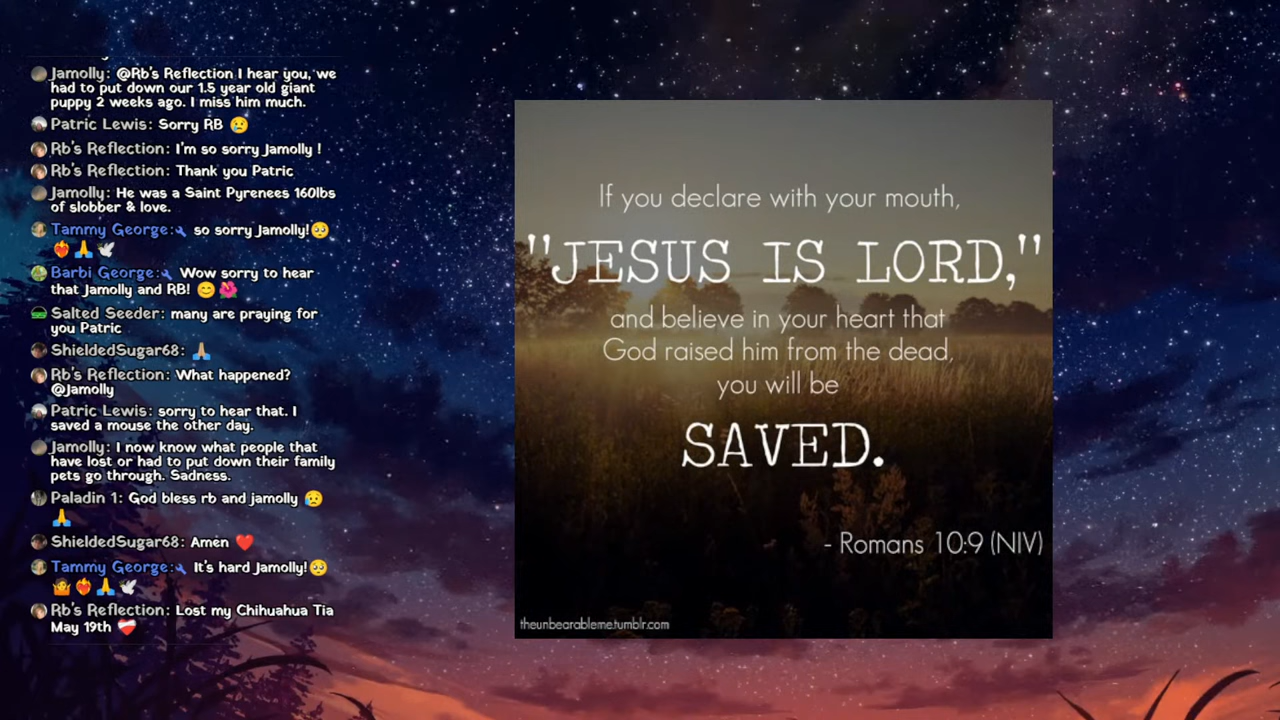 Jamolly: @Rb's Reflection I hear you, we
had to put down our 1.5 year old giant
puppy 2 weeks ago. I miss him much.
Patric Lewis: Sorry RB 😢
Rb's Reflection: I'm so sorry Jamolly !
Rb's Reflection: Thank you Patric
Jamolly: He was a Saint Pyrenees 160lbs
of slobber & love.
Tammy George: so sorry Jamolly!🥺
❤️‍🔥🙏🕊️
Barbi George: Wow sorry to hear
that Jamolly and RB! 😊🌺
Salted Seeder: many are praying for
you Patric
ShieldedSugar68: 🙏🏼
Rb's Reflection: What happened?
@Jamolly
Patric Lewis: sorry to hear that. I
saved a mouse the other day.
Jamolly: I now know what people that
have lost or had to put down their family
pets go through. Sadness.
Paladin 1: God bless rb and jamolly 😥
🙏
ShieldedSugar68: Amen ❤️
Tammy George: It's hard Jamolly!🥺
🤷❤️‍🔥🙏🕊️
Rb's Reflection: Lost my Chihuahua Tia
May 19th ❤️‍🩹
If you declare with your mouth,
"JESUS IS LORD,"
and believe in your heart that
God raised him from the dead,
you will be
SAVED.
- Romans 10:9 (NIV)
theunbearableme.tumblr.com